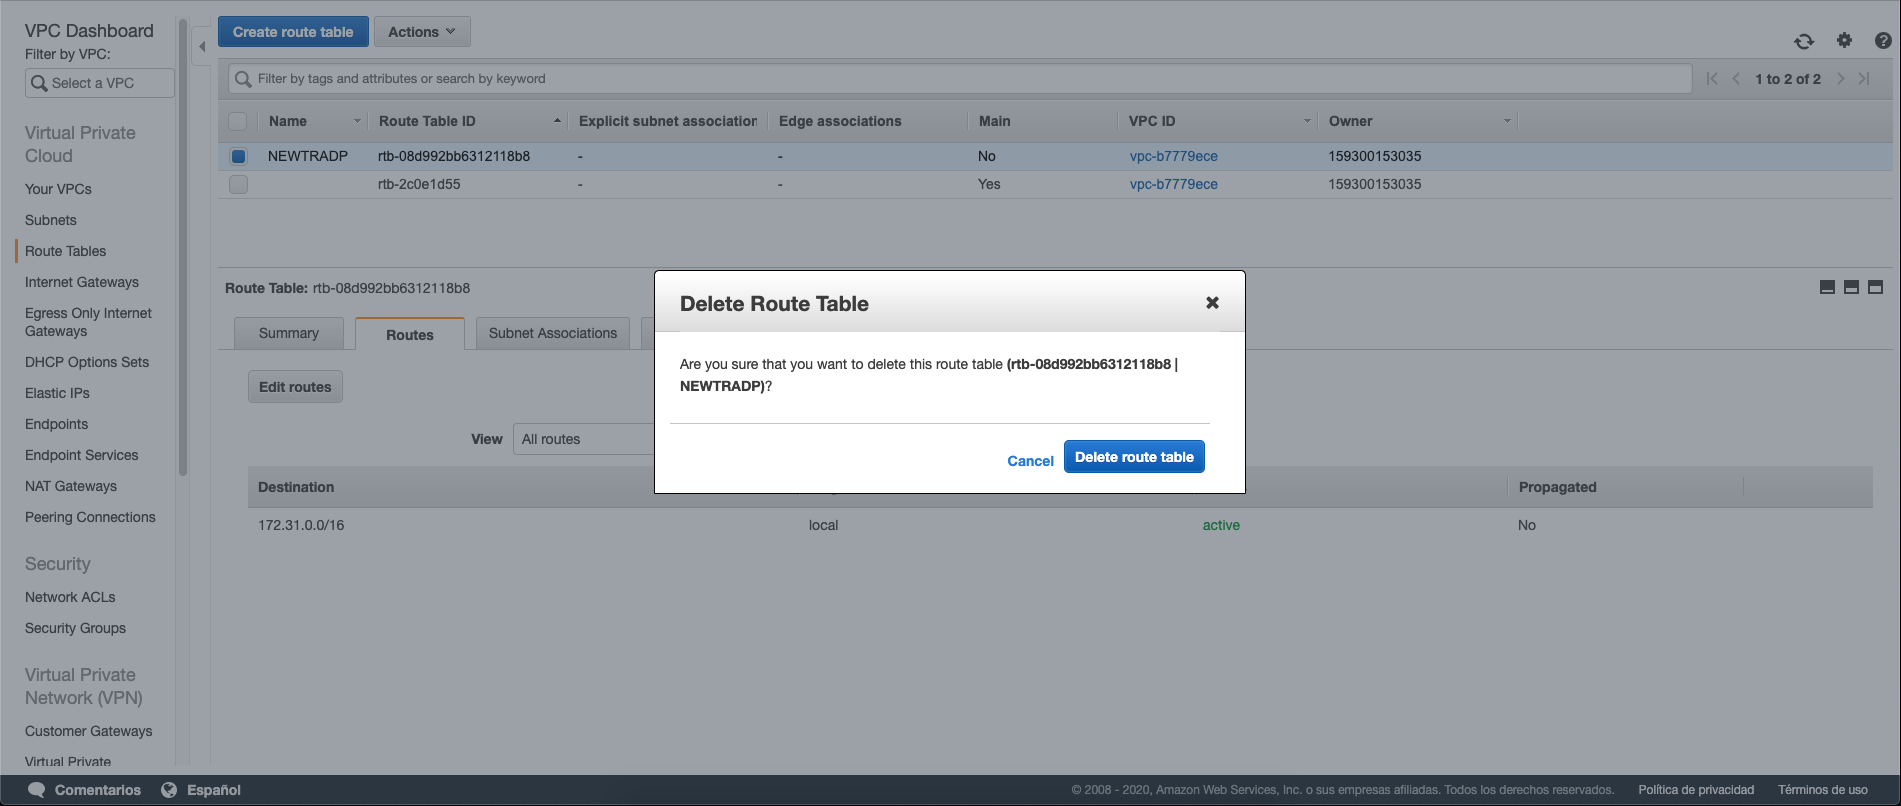 VPC Dashboard
Filter by VPC:
Select a VPC
Virtual Private
Cloud
Your VPCs
Subnets
Route Tables
Internet Gateways
Egress Only Internet
Gateways
DHCP Options Sets
Elastic IPs
Endpoints
Endpoint Services
NAT Gateways
Peering Connections
Security
Network ACLs
Security Groups
Virtual Private
Network (VPN)
Customer Gateways
Virtual Private
Create route table Actions
Filter by tags and attributes or search by keyword
1 to 2 of 2
Name Route Table ID Explicit subnet association Edge associations Main VPC ID Owner
NEWTRADP rtb-08d992bb6312118b8 - - No vpc-b7779ece 159300153035
rtb-2c0e1d55 - - Yes vpc-b7779ece 159300153035
Route Table: rtb-08d992bb6312118b8
Summary Routes Subnet Associations
Edit routes
View All routes
Destination Propagated
172.31.0.0/16 local active No
Delete Route Table
Are you sure that you want to delete this route table (rtb-08d992bb6312118b8 |
NEWTRADP)?
Cancel Delete route table
Comentarios Español
© 2008 - 2020, Amazon Web Services, Inc. o sus empresas afiliadas. Todos los derechos reservados. Política de privacidad Términos de uso